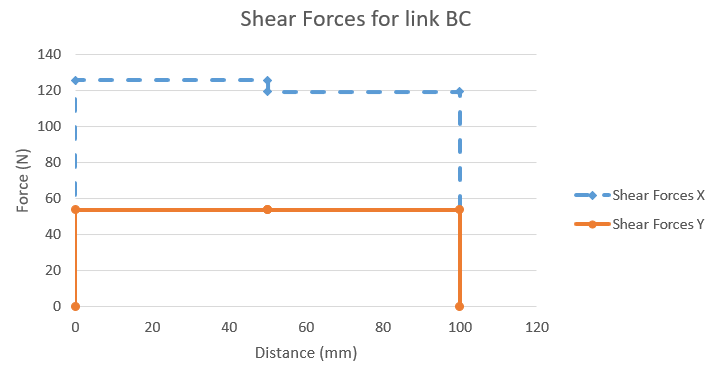 Shear Forces for link BC
140
120
100
80
60
40
20
0
Force (N)
0 20 40 60 80 100 120
Distance (mm)
Shear Forces X
Shear Forces Y